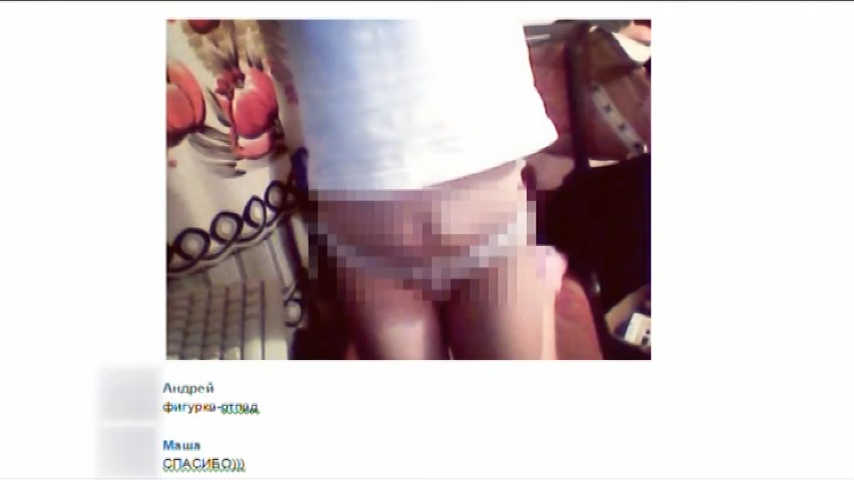 Андрей
фигурка-отпад
Маша
СПАСИБО)))